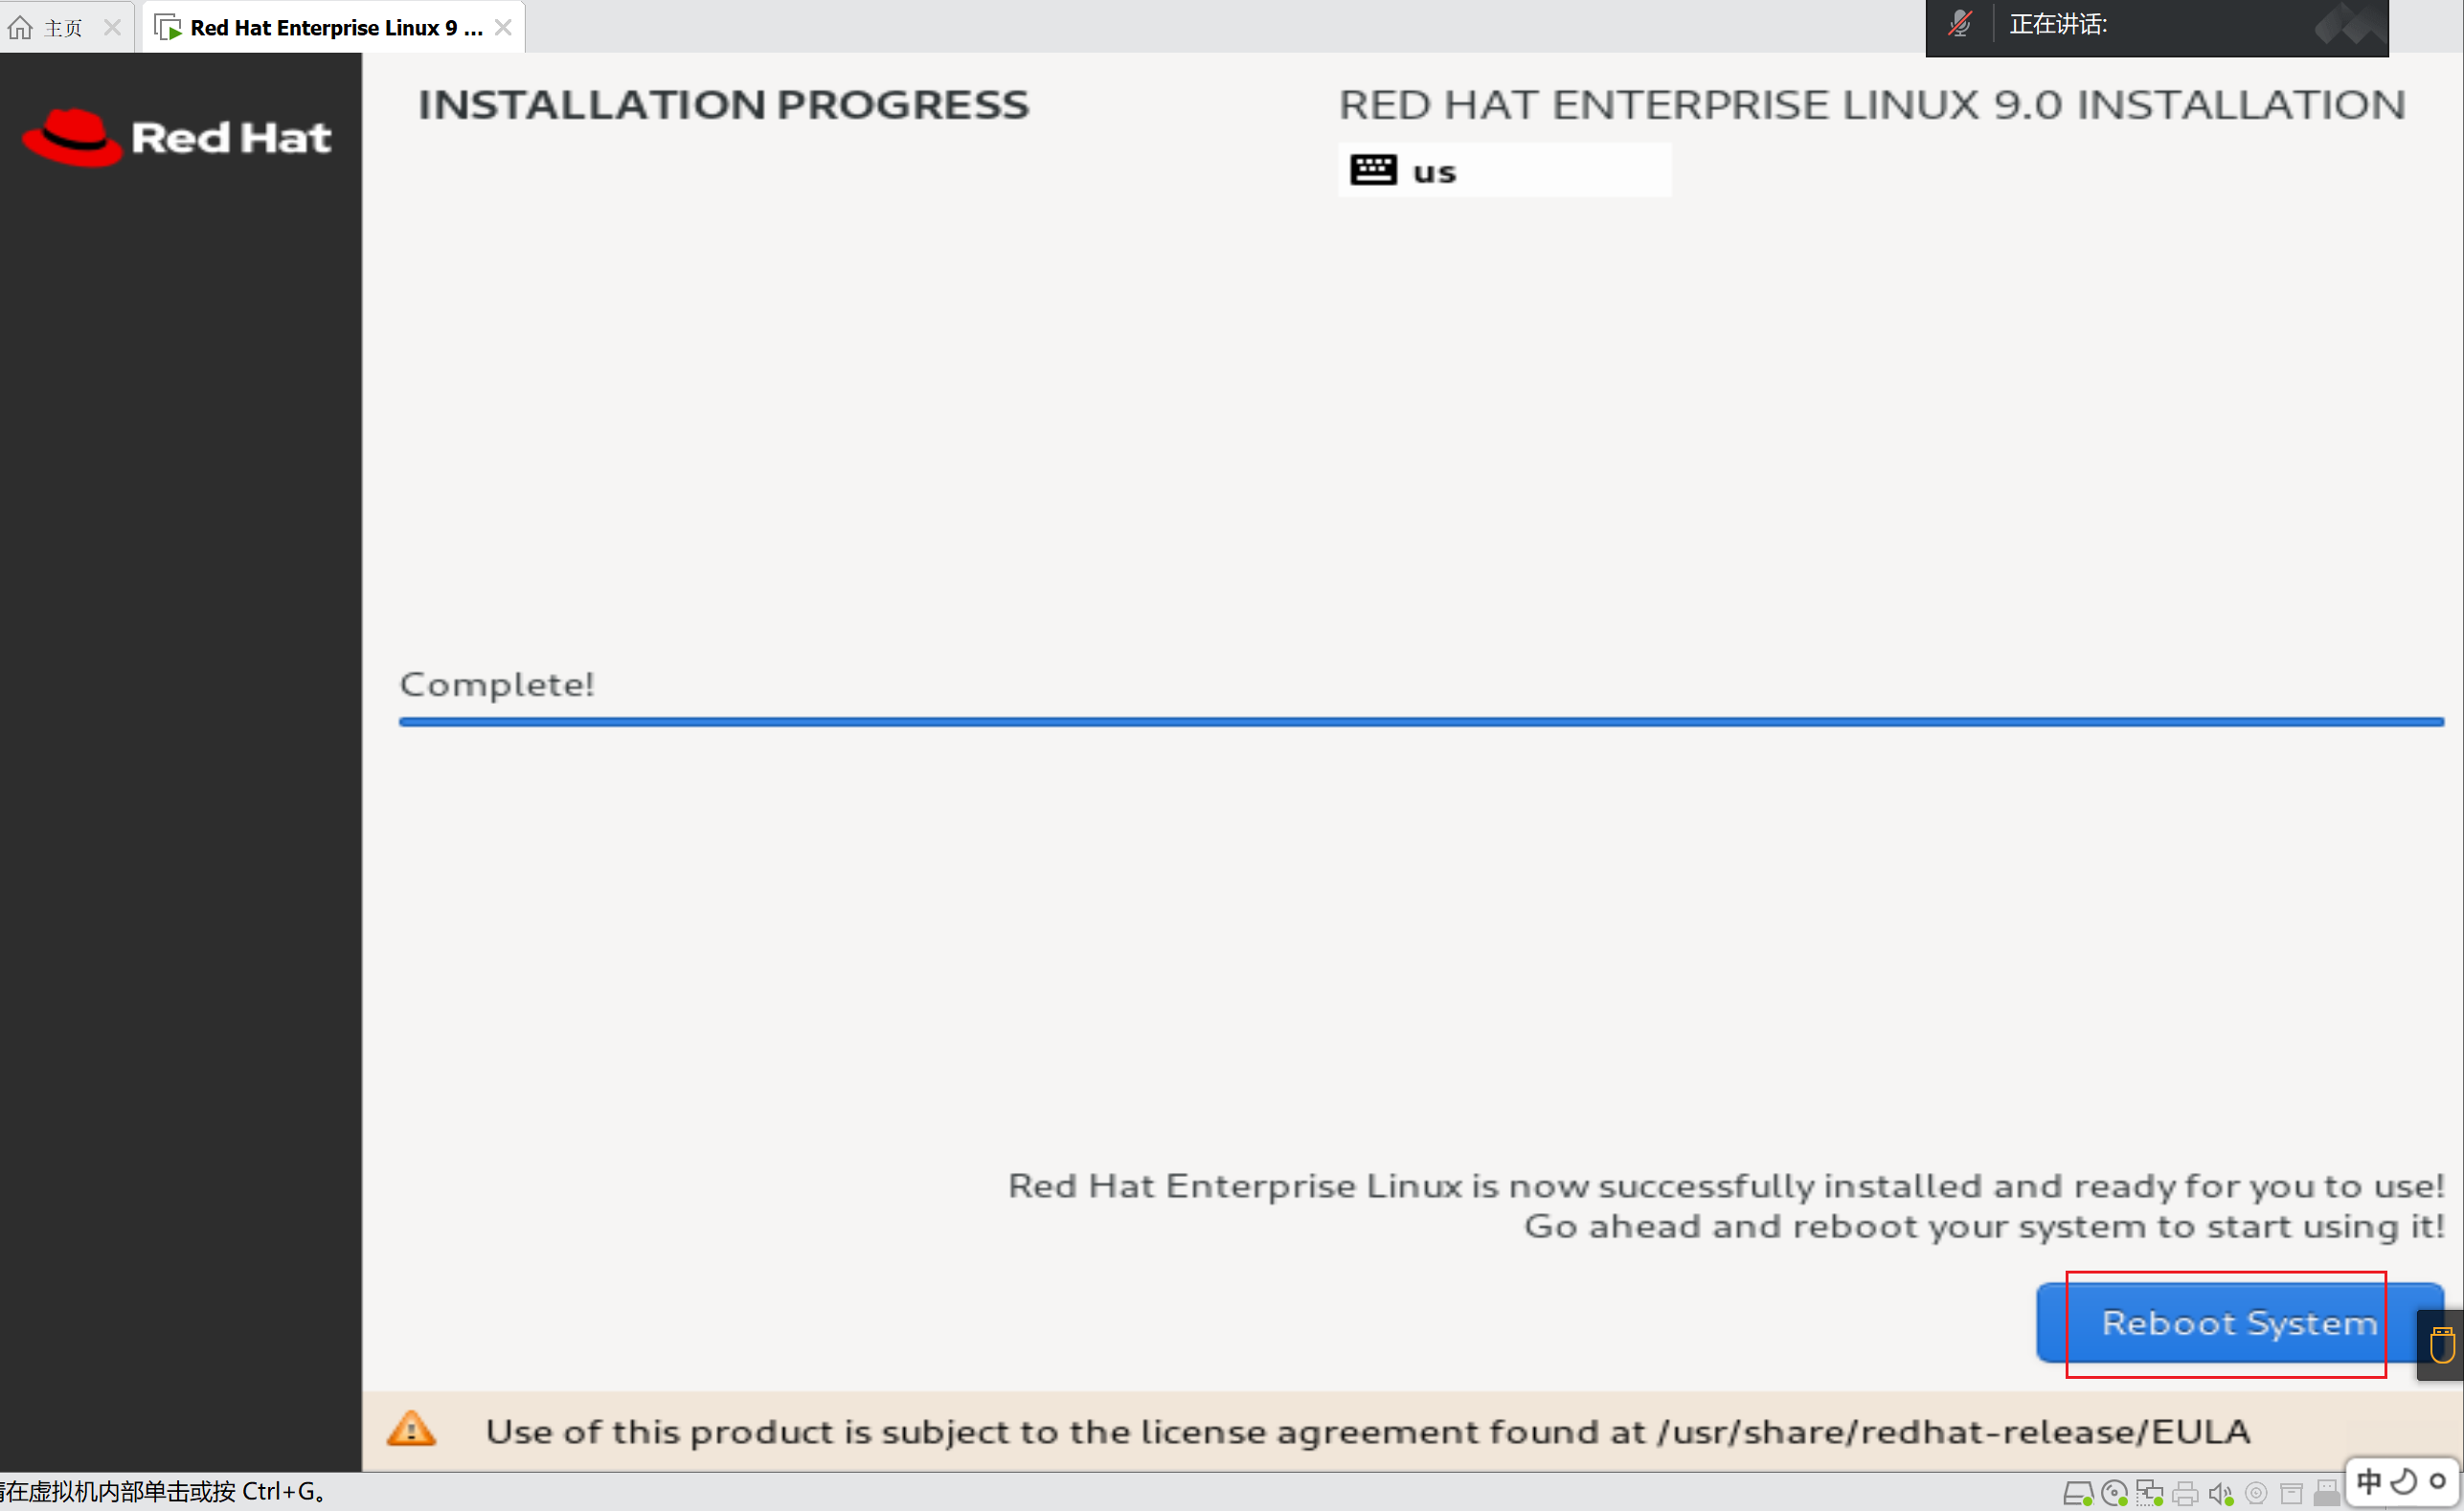 主页
Red Hat Enterprise Linux 9 ...
正在讲话:
Red Hat
INSTALLATION PROGRESS
RED HAT ENTERPRISE LINUX 9.0 INSTALLATION
us
Complete!
Red Hat Enterprise Linux is now successfully installed and ready for you to use!
Go ahead and reboot your system to start using it!
Reboot System
Use of this product is subject to the license agreement found at /usr/share/redhat-release/EULA
在虚拟机内部单击或按 Ctrl+G。
中